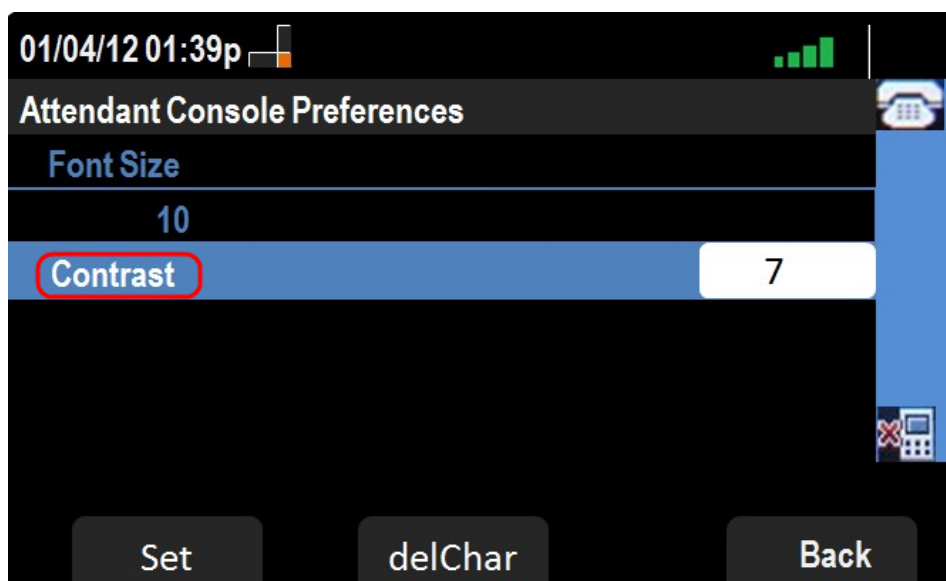 01/04/12 01:39p
Attendant Console Preferences
Font Size
10
Contrast 7
Set delChar Back